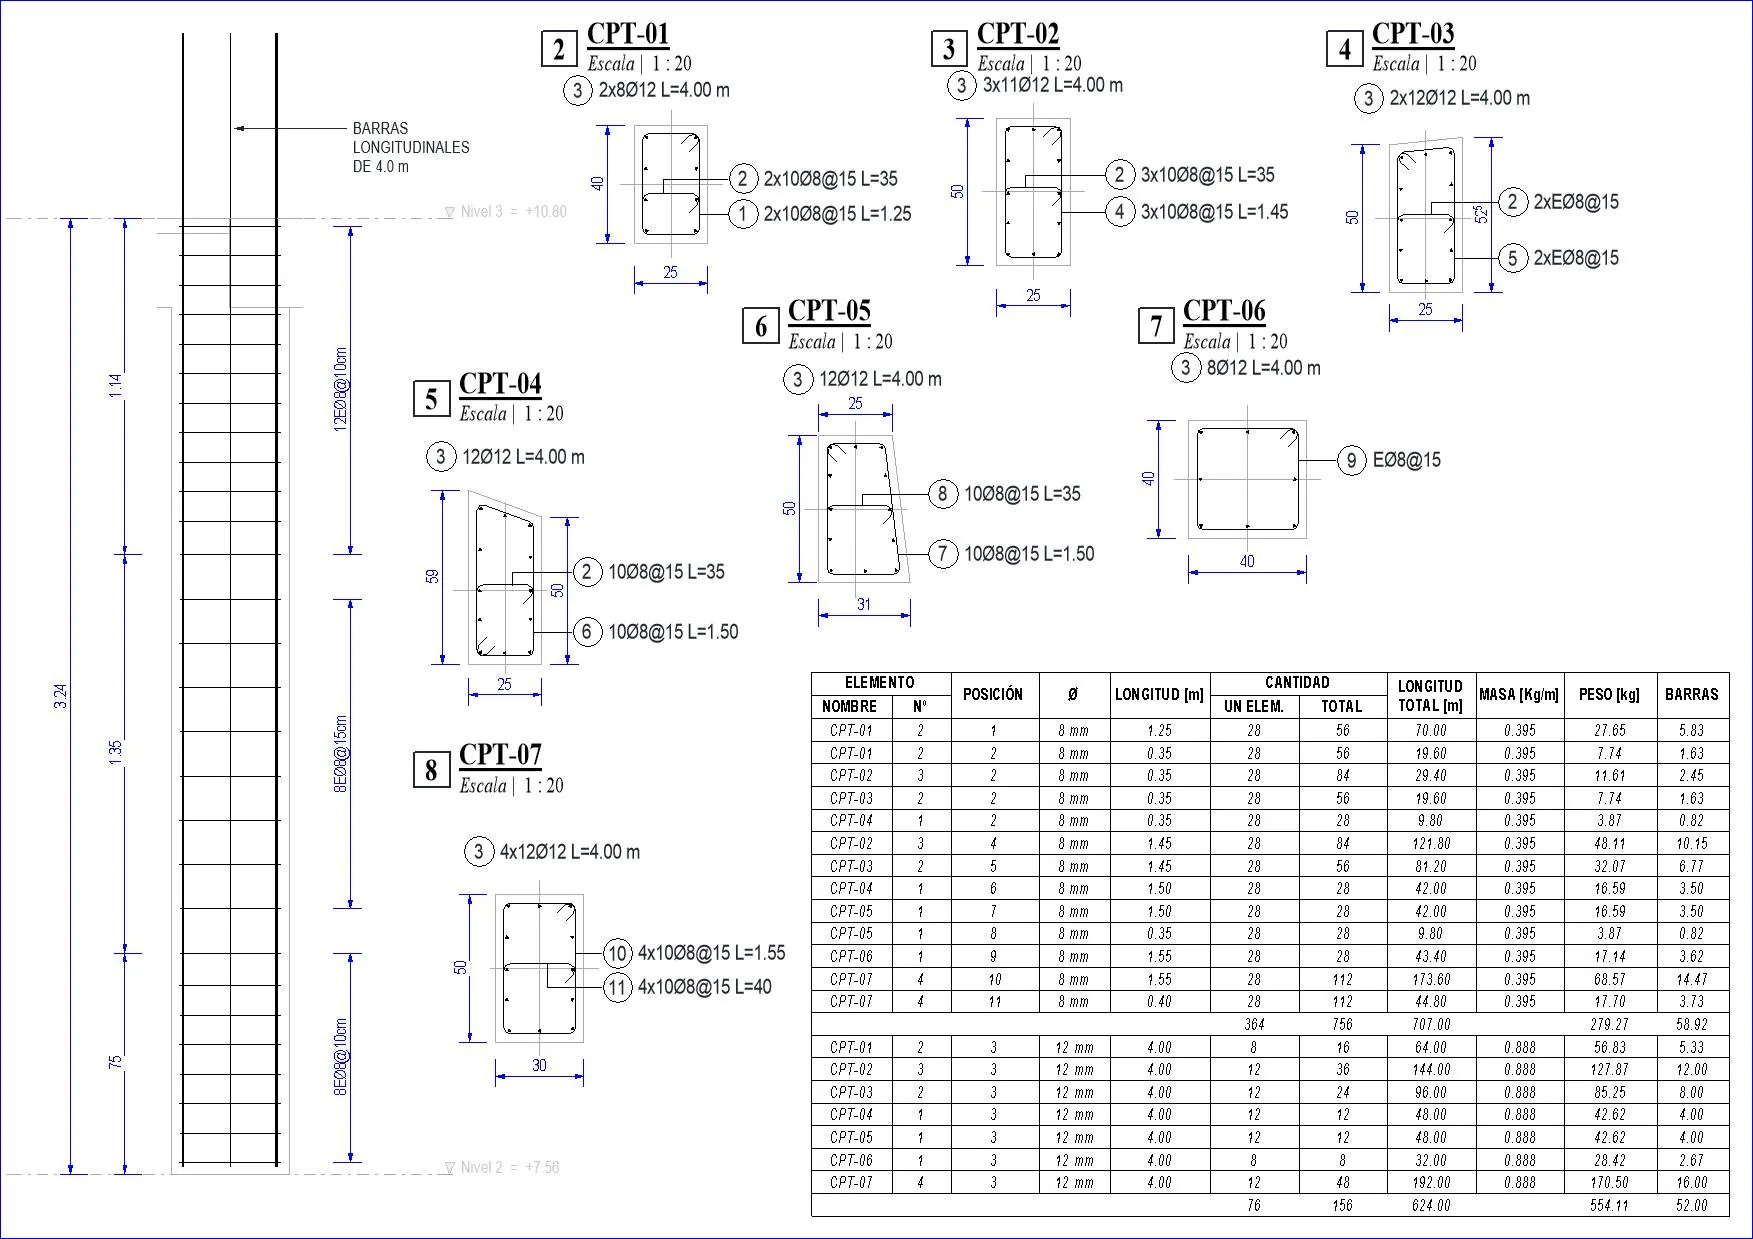 BARRAS
LONGITUDINALES
DE 4.0 m
Nivel 3 = +10.80
3.24
1.14
1.35
75
12EØ8@10cm
8EØ8@15cm
8EØ8@10cm
Nivel 2 = +7.56
2 CPT-01
Escala | 1 : 20
3 2x8Ø12 L=4.00 m
40
2 2x10Ø8@15 L=35
1 2x10Ø8@15 L=1.25
25
3 CPT-02
Escala | 1 : 20
3 3x11Ø12 L=4.00 m
50
2 3x10Ø8@15 L=35
4 3x10Ø8@15 L=1.45
25
4 CPT-03
Escala | 1 : 20
3 2x12Ø12 L=4.00 m
50
52⁵
2 2xEØ8@15
5 2xEØ8@15
25
5 CPT-04
Escala | 1 : 20
3 12Ø12 L=4.00 m
59
50
2 10Ø8@15 L=35
6 10Ø8@15 L=1.50
25
6 CPT-05
Escala | 1 : 20
3 12Ø12 L=4.00 m
25
50
8 10Ø8@15 L=35
7 10Ø8@15 L=1.50
31
7 CPT-06
Escala | 1 : 20
3 8Ø12 L=4.00 m
40
9 EØ8@15
40
8 CPT-07
Escala | 1 : 20
3 4x12Ø12 L=4.00 m
50
10 4x10Ø8@15 L=1.55
11 4x10Ø8@15 L=40
30
ELEMENTO POSICIÓN Ø LONGITUD [m] CANTIDAD LONGITUD TOTAL [m] MASA [Kg/m] PESO [kg] BARRAS
NOMBRE N° UN ELEM. TOTAL
CPT-01 2 1 8 mm 1.25 28 56 70.00 0.395 27.65 5.83
CPT-01 2 2 8 mm 0.35 28 56 19.60 0.395 7.74 1.63
CPT-02 3 2 8 mm 0.35 28 84 29.40 0.395 11.61 2.45
CPT-03 2 2 8 mm 0.35 28 56 19.60 0.395 7.74 1.63
CPT-04 1 2 8 mm 0.35 28 28 9.80 0.395 3.87 0.82
CPT-02 3 4 8 mm 1.45 28 84 121.80 0.395 48.11 10.15
CPT-03 2 5 8 mm 1.45 28 56 81.20 0.395 32.07 6.77
CPT-04 1 6 8 mm 1.50 28 28 42.00 0.395 16.59 3.50
CPT-05 1 7 8 mm 1.50 28 28 42.00 0.395 16.59 3.50
CPT-05 1 8 8 mm 0.35 28 28 9.80 0.395 3.87 0.82
CPT-06 1 9 8 mm 1.55 28 28 43.40 0.395 17.14 3.62
CPT-07 4 10 8 mm 1.55 28 112 173.60 0.395 68.57 14.47
CPT-07 4 11 8 mm 0.40 28 112 44.80 0.395 17.70 3.73
364 756 707.00 279.27 58.92
CPT-01 2 3 12 mm 4.00 8 16 64.00 0.888 56.83 5.33
CPT-02 3 3 12 mm 4.00 12 36 144.00 0.888 127.87 12.00
CPT-03 2 3 12 mm 4.00 12 24 96.00 0.888 85.25 8.00
CPT-04 1 3 12 mm 4.00 12 12 48.00 0.888 42.62 4.00
CPT-05 1 3 12 mm 4.00 12 12 48.00 0.888 42.62 4.00
CPT-06 1 3 12 mm 4.00 8 8 32.00 0.888 28.42 2.67
CPT-07 4 3 12 mm 4.00 12 48 192.00 0.888 170.50 16.00
76 156 624.00 554.11 52.00